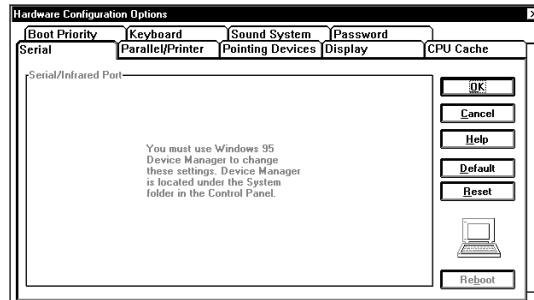 Hardware Configuration Options
Boot Priority Keyboard Sound System Password
Serial Parallel/Printer Pointing Devices Display CPU Cache
Serial/Infrared Port
You must use Windows 95
Device Manager to change
these settings. Device Manager
is located under the System
folder in the Control Panel.
OK
Cancel
Help
Default
Reset
Reboot